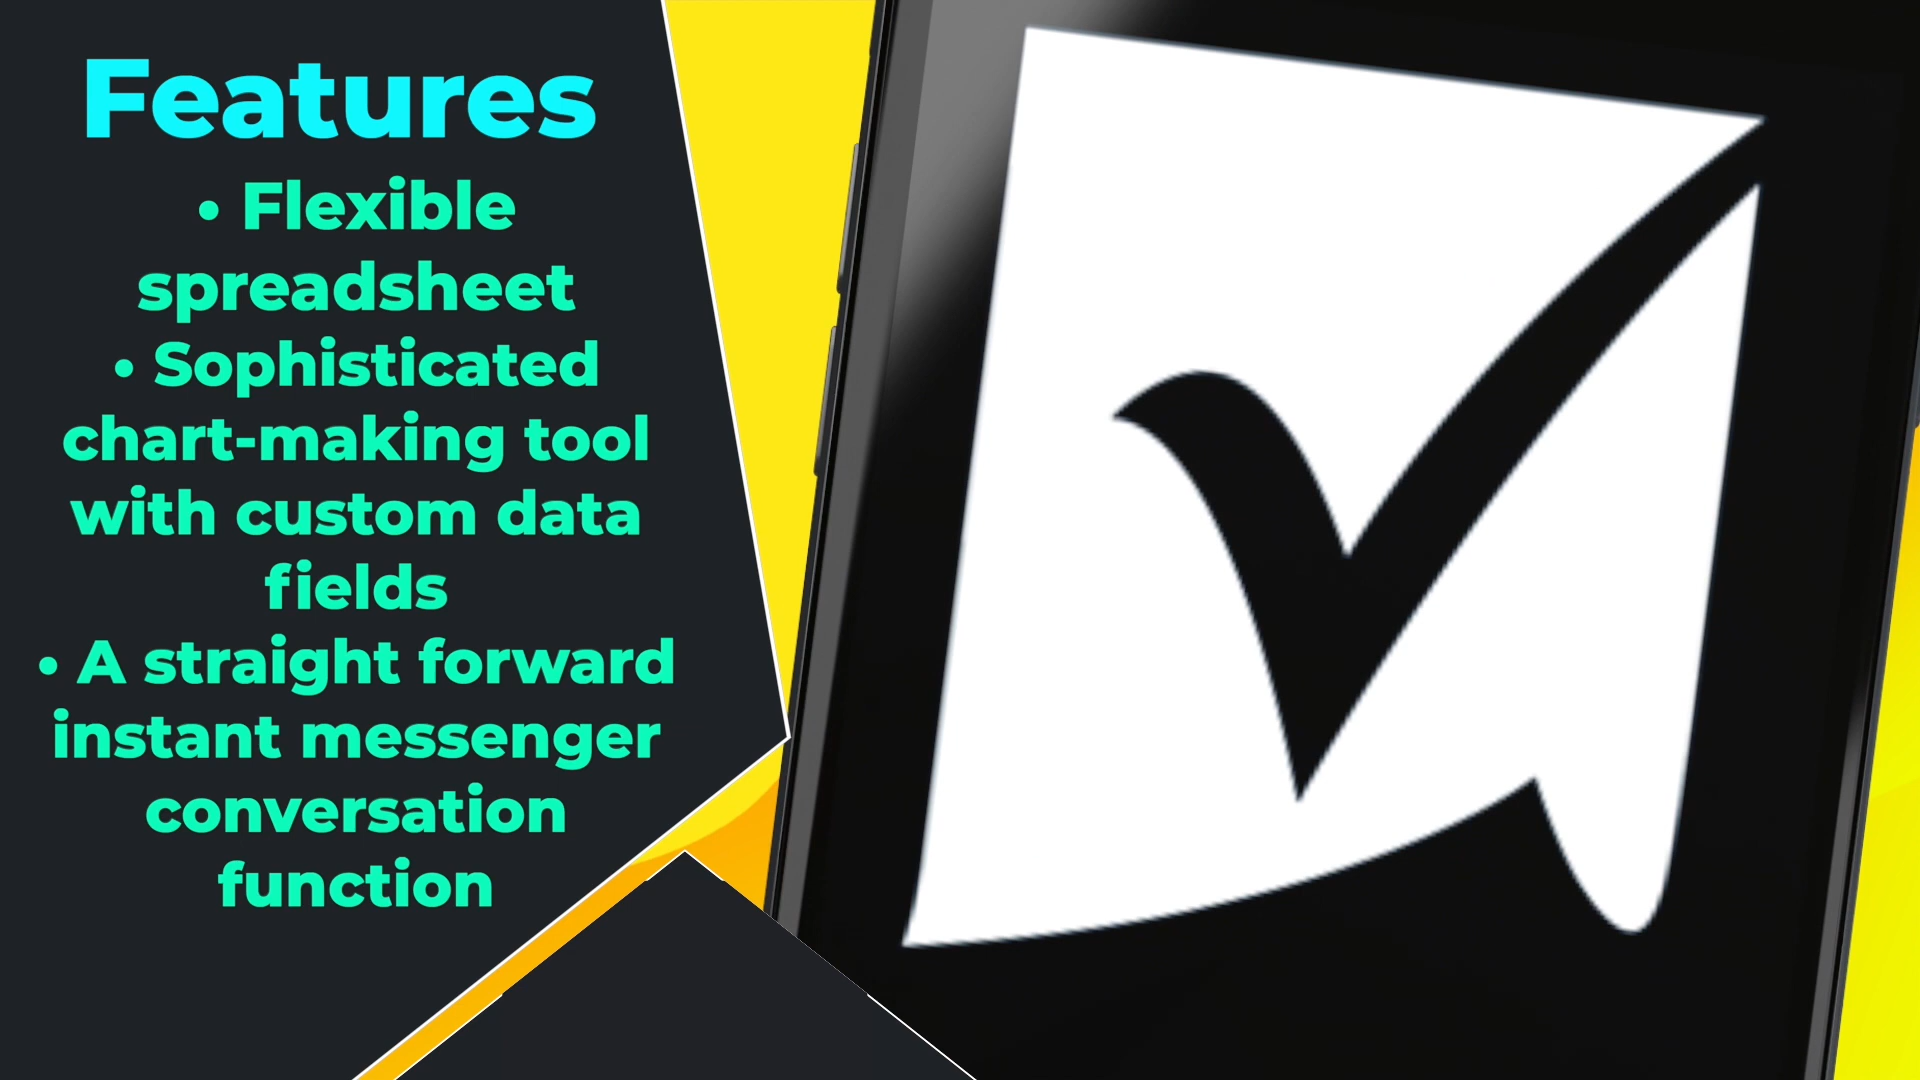 Features
• Flexible
spreadsheet
• Sophisticated
chart-making tool
with custom data
fields
• A straight forward
instant messenger
conversation
function